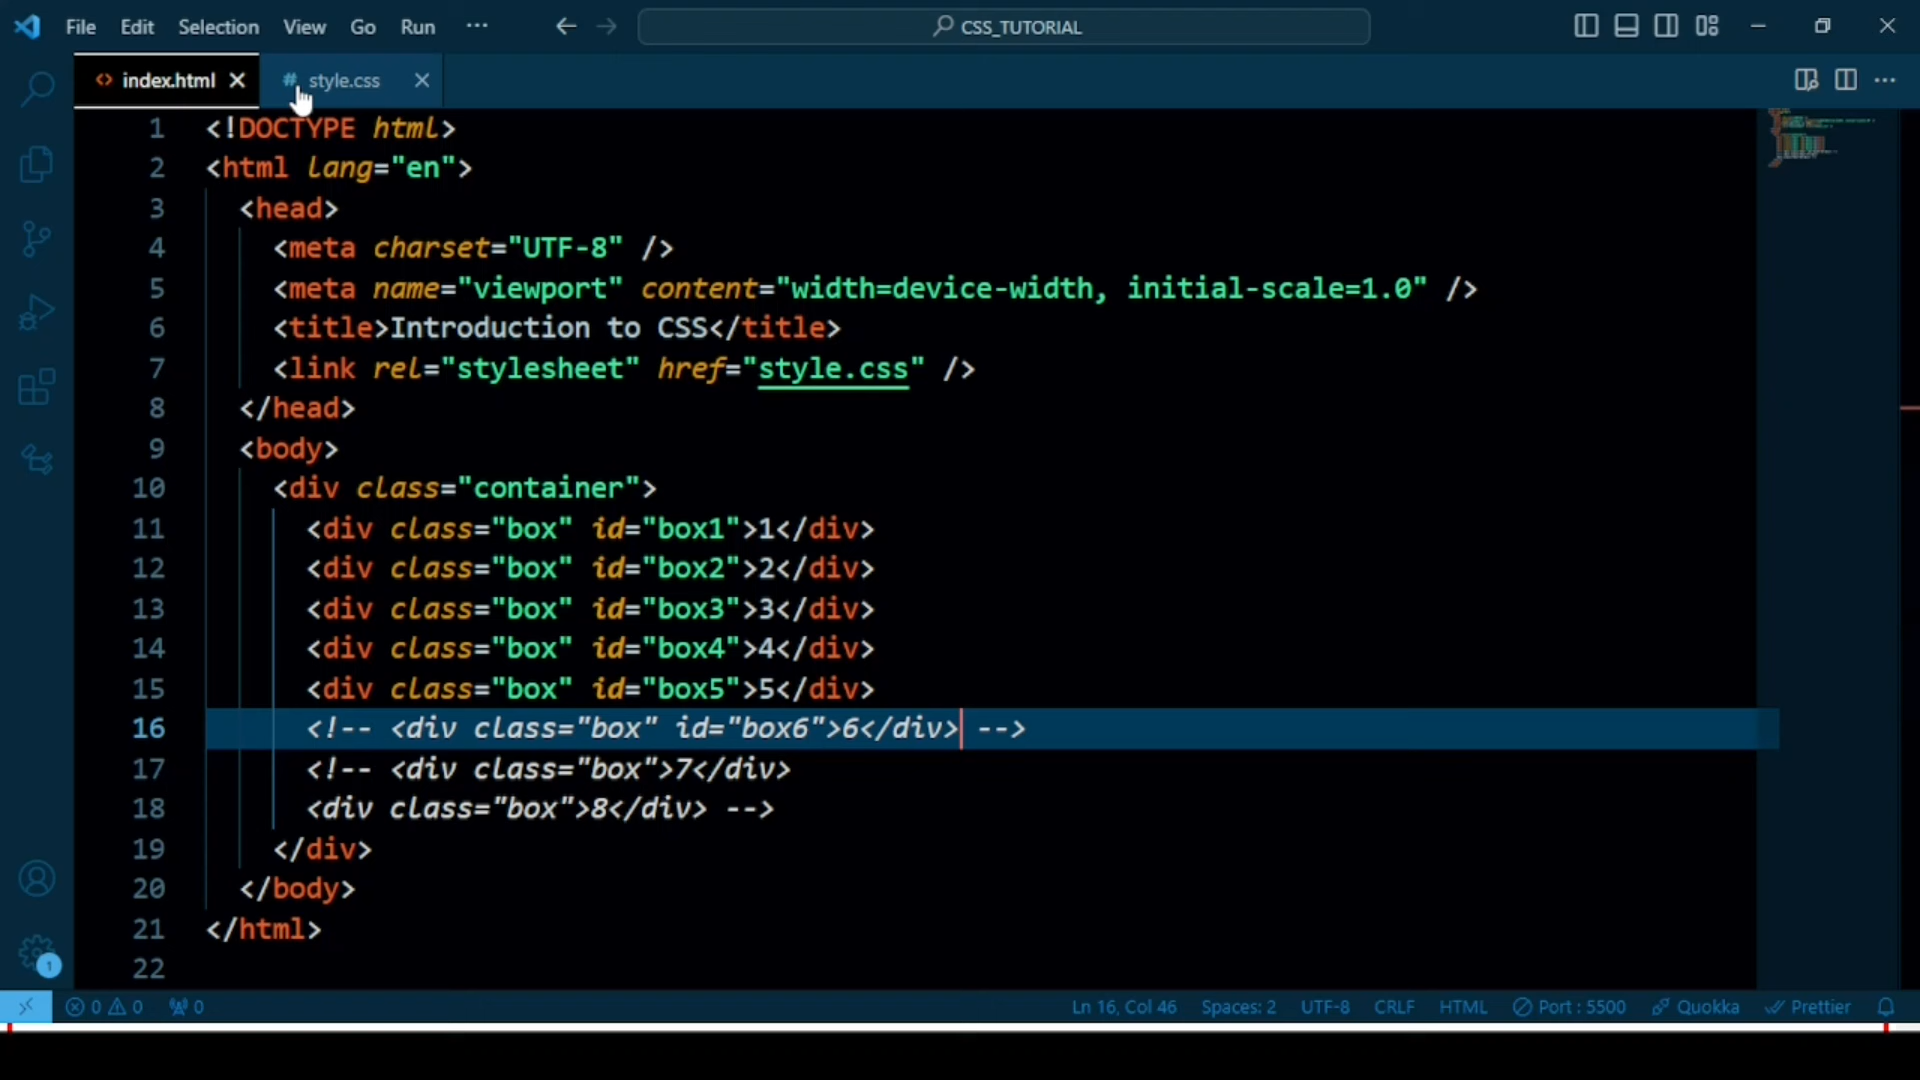 File Edit Selection View Go Run ··· CSS_TUTORIAL
index.html # style.css
1 <!DOCTYPE html>
2 <html lang="en">
3 <head>
4 <meta charset="UTF-8" />
5 <meta name="viewport" content="width=device-width, initial-scale=1.0" />
6 <title>Introduction to CSS</title>
7 <link rel="stylesheet" href="style.css" />
8 </head>
9 <body>
10 <div class="container">
11 <div class="box" id="box1">1</div>
12 <div class="box" id="box2">2</div>
13 <div class="box" id="box3">3</div>
14 <div class="box" id="box4">4</div>
15 <div class="box" id="box5">5</div>
16 <!-- <div class="box" id="box6">6</div> -->
17 <!-- <div class="box">7</div>
18 <div class="box">8</div> -->
19 </div>
20 </body>
21 </html>
22
1
0 0 0 Ln 16, Col 46 Spaces: 2 UTF-8 CRLF HTML Port : 5500 Quokka Prettier